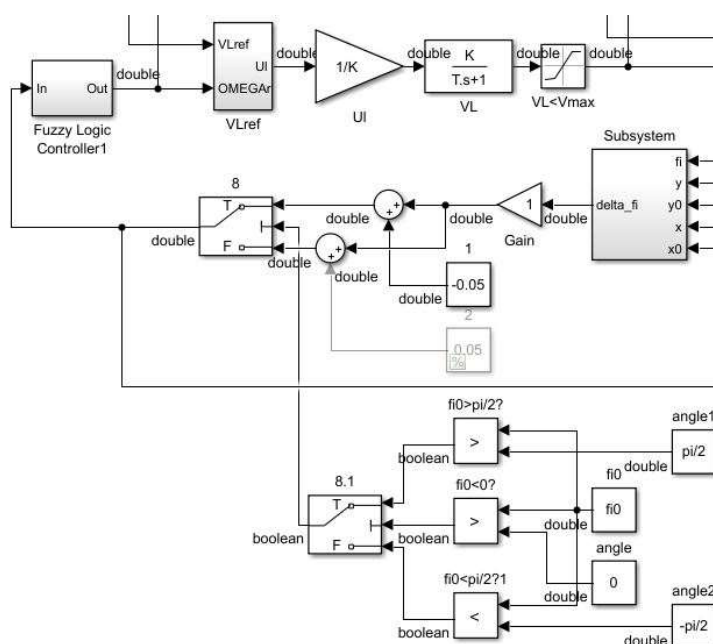 VLref
UI
OMEGAr
VLref
In
Out
double
Fuzzy Logic
Controller1
double
1/K
UI
double
K
T.s+1
VL
double
VL<Vmax
double
Subsystem
fi
y
y0
x
x0
delta_fi
double
1
Gain
double
8
T
F
double
+
+
double
+
+
double
double
1
-0.05
double
2
0.05
%
fi0>pi/2?
>
boolean
angle1
pi/2
double
8.1
T
F
boolean
fi0<0?
>
boolean
fi0
fi0
double
angle
0
double
fi0<pi/2?1
<
boolean
angle2
-pi/2
double